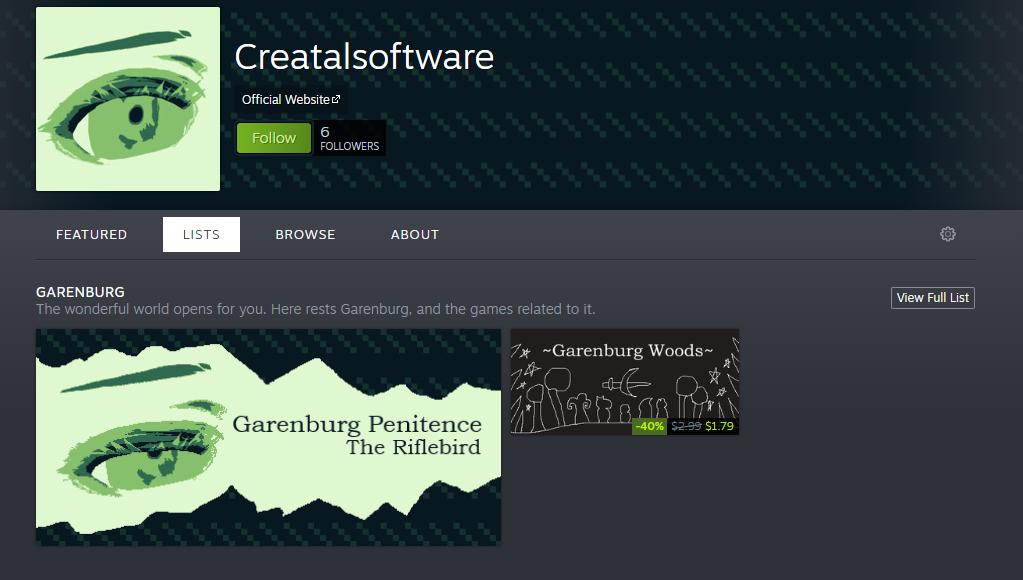 Creatalsoftware
Official Website
Follow
6
FOLLOWERS
FEATURED
LISTS
BROWSE
ABOUT
GARENBURG
The wonderful world opens for you. Here rests Garenburg, and the games related to it.
View Full List
Garenburg Penitence
The Riflebird
~Garenburg Woods~
-40% $2.99 $1.79